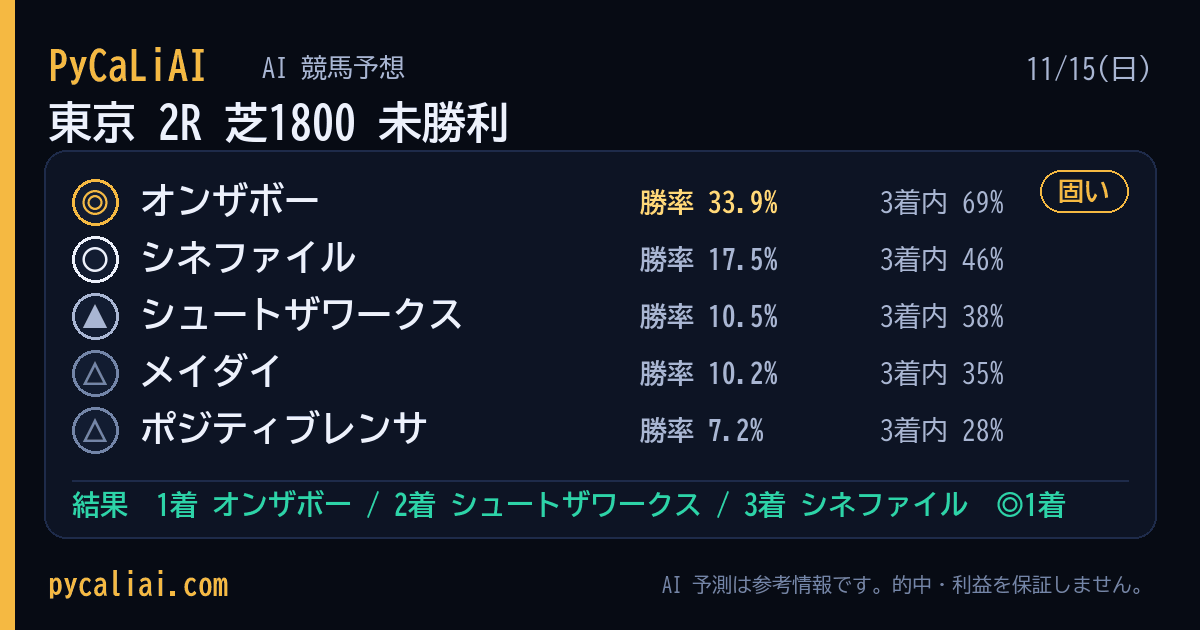 PyCaLiAI AI 競馬予想 11/15(日)
東京 2R 芝1800 未勝利
◎ オンザボー 勝率 33.9% 3着内 69% 固い
○ シネファイル 勝率 17.5% 3着内 46%
▲ シュートザワークス 勝率 10.5% 3着内 38%
△ メイダイ 勝率 10.2% 3着内 35%
△ ポジティブレンサ 勝率 7.2% 3着内 28%
結果 1着 オンザボー / 2着 シュートザワークス / 3着 シネファイル ◎1着
pycaliai.com AI 予測は参考情報です。的中・利益を保証しません。